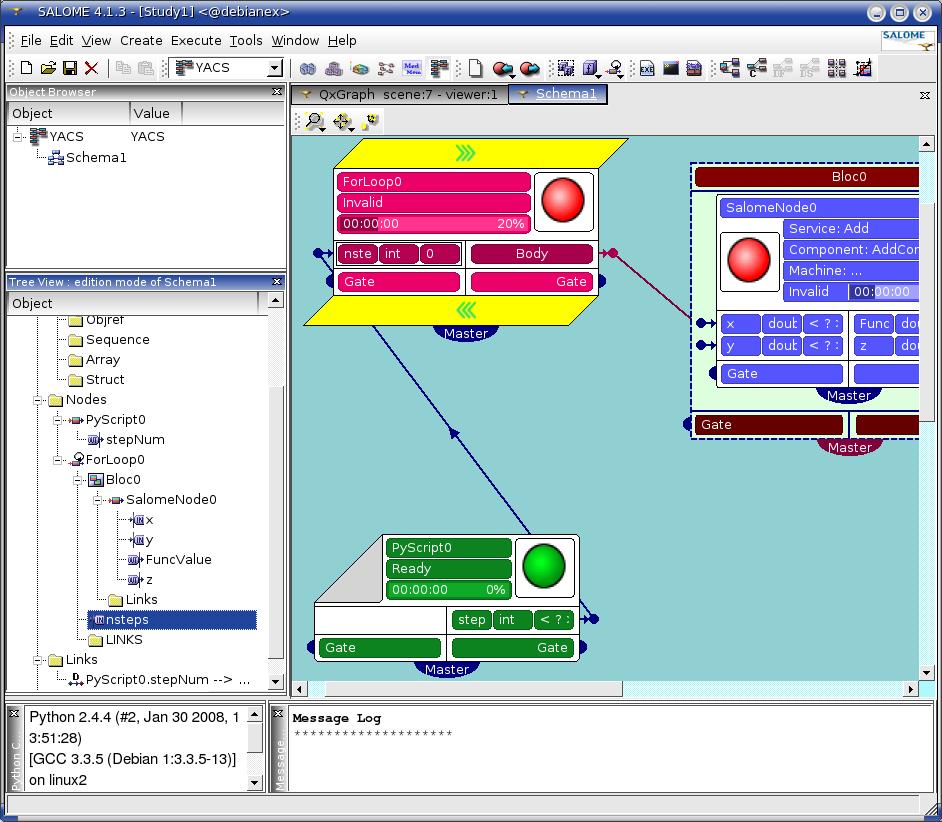 SALOME 4.1.3 - [Study1] <@debianex>
File Edit View Create Execute Tools Window Help
SALOME
YACS
Object Browser
Object Value
YACS YACS
Schema1
Tree View : edition mode of Schema1
Object
Objref
Sequence
Array
Struct
Nodes
PyScript0
stepNum
ForLoop0
Bloc0
SalomeNode0
x
y
FuncValue
z
Links
nsteps
LINKS
Links
PyScript0.stepNum --> ...
QxGraph scene:7 - viewer:1 Schema1
ForLoop0
Invalid
00:00:00 20%
nste int 0 Body
Gate Gate
Master
Bloc0
SalomeNode0
Service: Add
Component: AddCor
Machine: ...
Invalid 00:00:00
x doub < ? : Func dou
y doub < ? : z dou
Gate
Master
Gate
Master
PyScript0
Ready
00:00:00 0%
step int < ? :
Gate Gate
Master
Python C...
Python 2.4.4 (#2, Jan 30 2008, 1
3:51:28)
[GCC 3.3.5 (Debian 1:3.3.5-13)]
on linux2
Message...
Message Log
********************